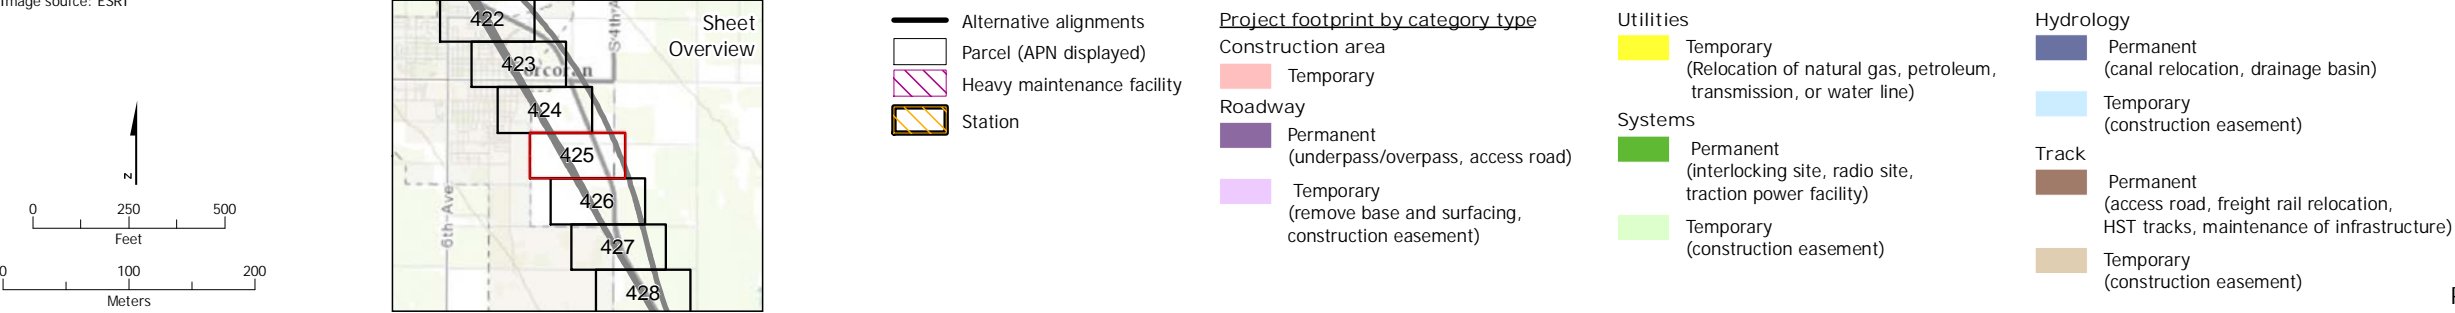 Image source: ESRI
N
0 250 500
Feet
0 100 200
Meters
Sheet
Overview
422
423
424
425
426
427
428
6th Ave
Alternative alignments
Parcel (APN displayed)
Heavy maintenance facility
Station
Project footprint by category type
Construction area
Temporary
Roadway
Permanent
(underpass/overpass, access road)
Temporary
(remove base and surfacing,
construction easement)
Utilities
Temporary
(Relocation of natural gas, petroleum,
transmission, or water line)
Systems
Permanent
(interlocking site, radio site,
traction power facility)
Temporary
(construction easement)
Hydrology
Permanent
(canal relocation, drainage basin)
Temporary
(construction easement)
Track
Permanent
(access road, freight rail relocation,
HST tracks, maintenance of infrastructure)
Temporary
(construction easement)